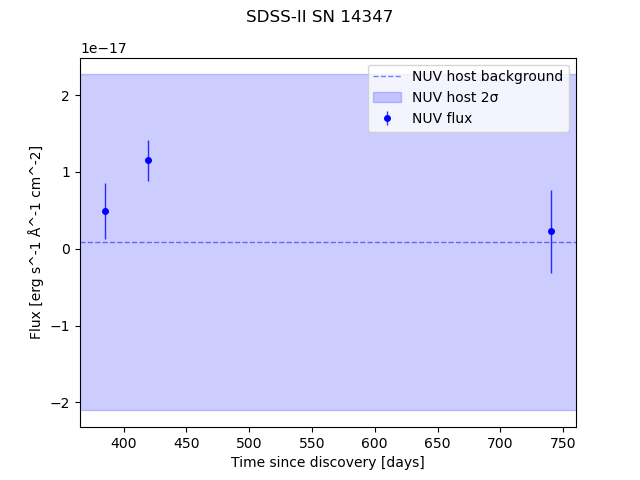 SDSS-II SN 14347
1e−17
NUV host background
NUV host 2σ
NUV flux
2
1
0
−1
−2
Flux [erg s^-1 Å^-1 cm^-2]
400 450 500 550 600 650 700 750
Time since discovery [days]